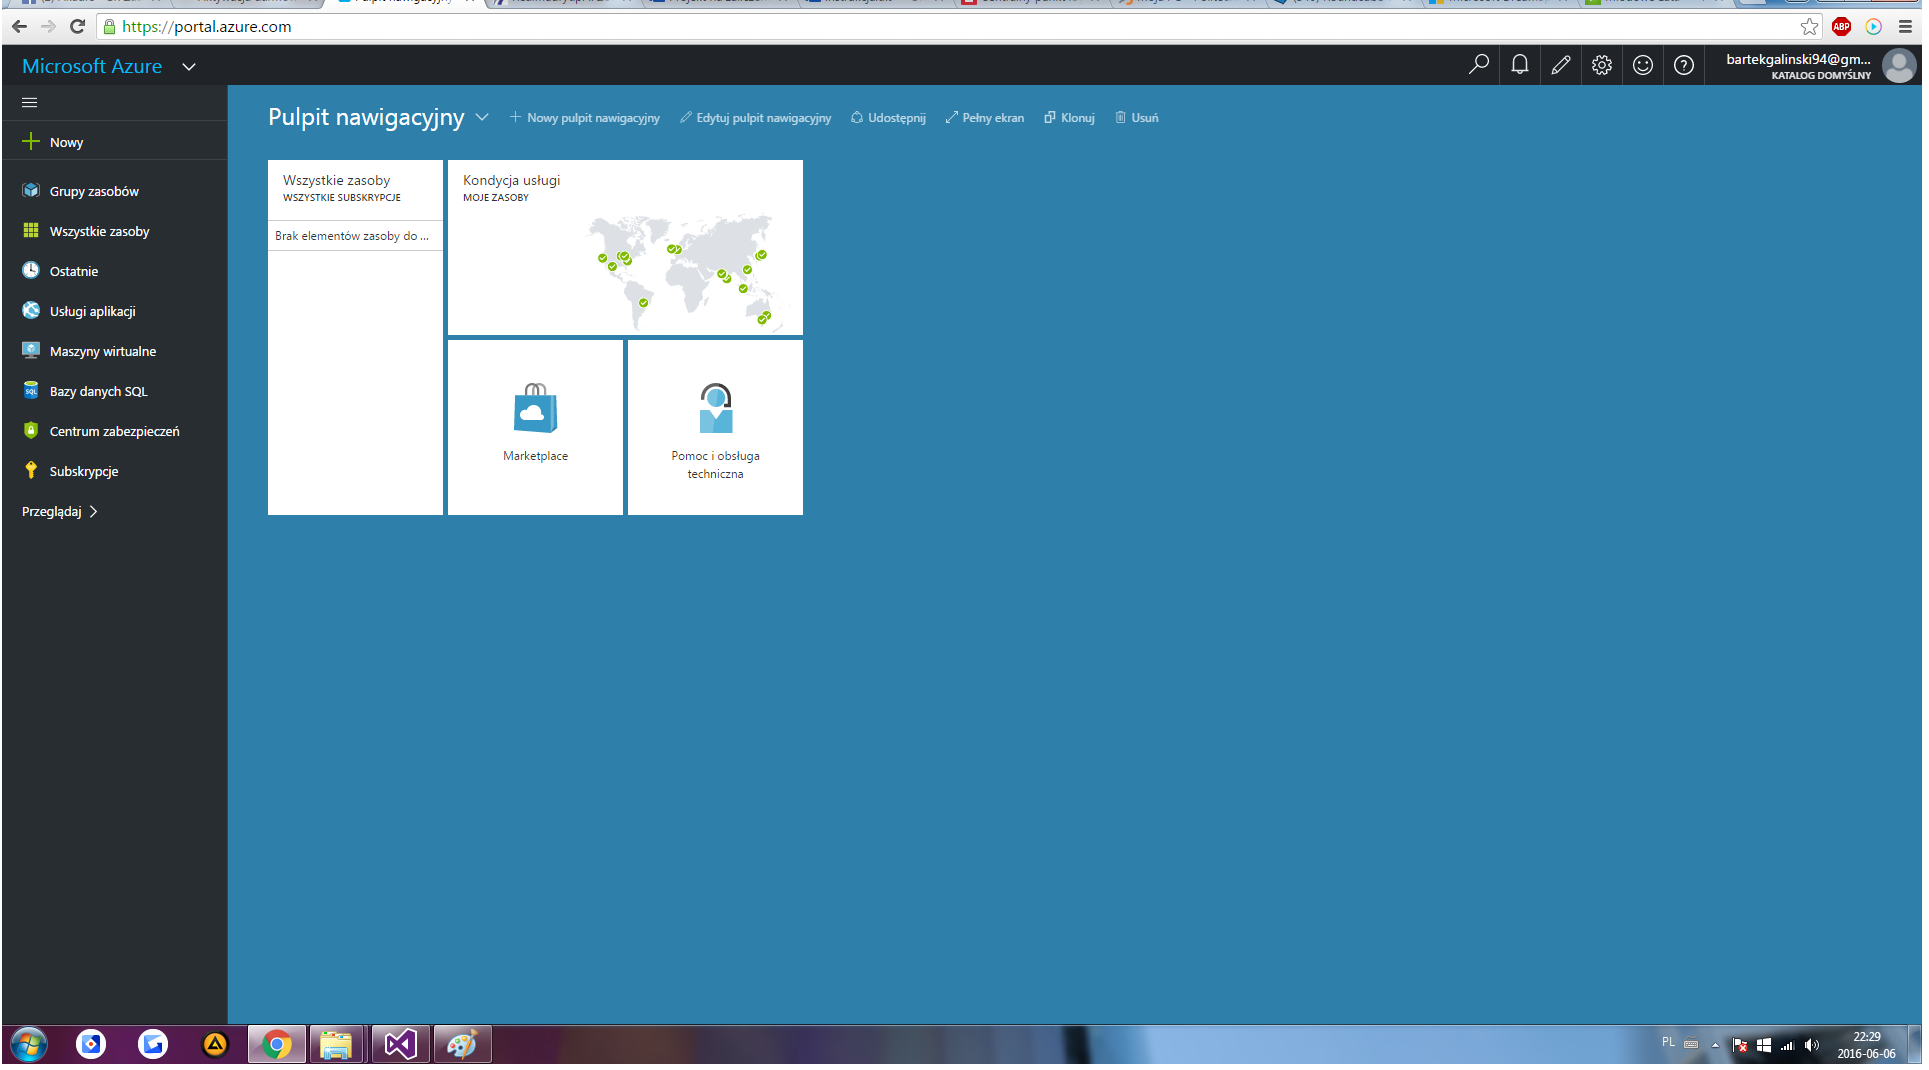 https://portal.azure.com
ABP
Microsoft Azure
bartekgalinski94@gm...
KATALOG DOMYŚLNY
Pulpit nawigacyjny
Nowy pulpit nawigacyjny
Edytuj pulpit nawigacyjny
Udostępnij
Pełny ekran
Klonuj
Usuń
Nowy
Grupy zasobów
Wszystkie zasoby
Ostatnie
Usługi aplikacji
Maszyny wirtualne
SQL
Bazy danych SQL
Centrum zabezpieczeń
Subskrypcje
Przeglądaj
Wszystkie zasoby
WSZYSTKIE SUBSKRYPCJE
Brak elementów zasoby do ...
Kondycja usługi
MOJE ZASOBY
Marketplace
Pomoc i obsługa
techniczna
PL
22:29
2016-06-06